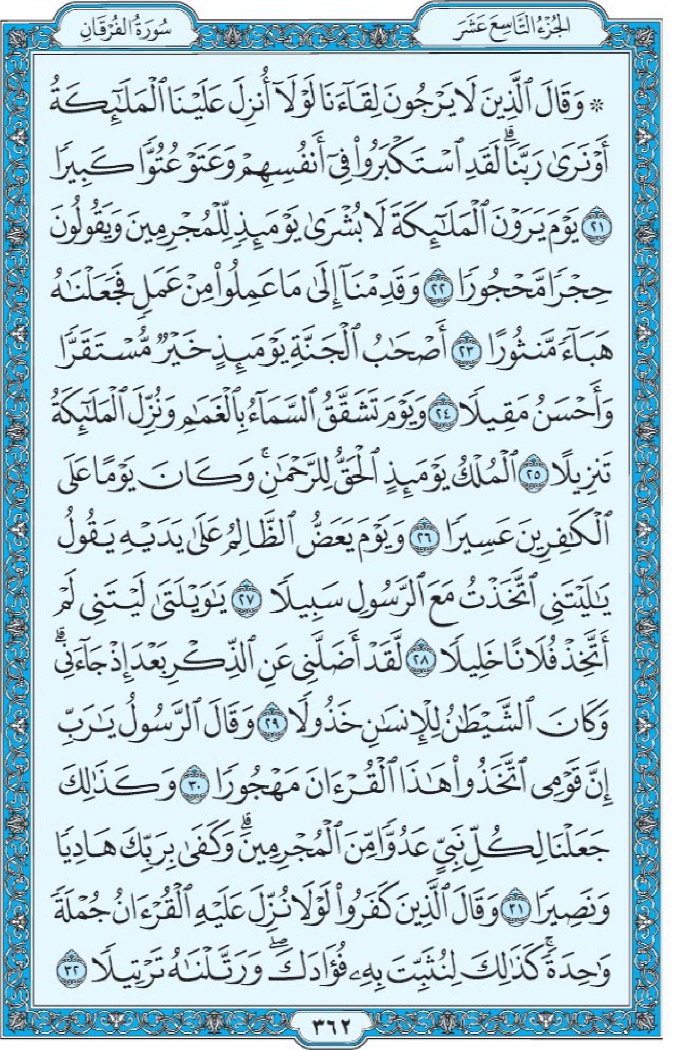 الجُزْءُ التَّاسِعَ عَشَرَ
سُورَةُ الفُرْقَانِ
۞ وَقَالَ ٱلَّذِينَ لَا يَرْجُونَ لِقَآءَنَا لَوْلَآ أُنزِلَ عَلَيْنَا ٱلْمَلَـٰٓئِكَةُ
أَوْ نَرَىٰ رَبَّنَا ۗ لَقَدِ ٱسْتَكْبَرُوا۟ فِىٓ أَنفُسِهِمْ وَعَتَوْ عُتُوًّا كَبِيرًا
٢١ يَوْمَ يَرَوْنَ ٱلْمَلَـٰٓئِكَةَ لَا بُشْرَىٰ يَوْمَئِذٍ لِّلْمُجْرِمِينَ وَيَقُولُونَ
حِجْرًا مَّحْجُورًا ٢٢ وَقَدِمْنَآ إِلَىٰ مَا عَمِلُوا۟ مِنْ عَمَلٍ فَجَعَلْنَـٰهُ
هَبَآءً مَّنثُورًا ٢٣ أَصْحَـٰبُ ٱلْجَنَّةِ يَوْمَئِذٍ خَيْرٌ مُّسْتَقَرًّا
وَأَحْسَنُ مَقِيلًا ٢٤ وَيَوْمَ تَشَقَّقُ ٱلسَّمَآءُ بِٱلْغَمَـٰمِ وَنُزِّلَ ٱلْمَلَـٰٓئِكَةُ
تَنزِيلًا ٢٥ ٱلْمُلْكُ يَوْمَئِذٍ ٱلْحَقُّ لِلرَّحْمَـٰنِ ۚ وَكَانَ يَوْمًا عَلَى
ٱلْكَـٰفِرِينَ عَسِيرًا ٢٦ وَيَوْمَ يَعَضُّ ٱلظَّالِمُ عَلَىٰ يَدَيْهِ يَقُولُ
يَـٰلَيْتَنِى ٱتَّخَذْتُ مَعَ ٱلرَّسُولِ سَبِيلًا ٢٧ يَـٰوَيْلَتَىٰ لَيْتَنِى لَمْ
أَتَّخِذْ فُلَانًا خَلِيلًا ٢٨ لَّقَدْ أَضَلَّنِى عَنِ ٱلذِّكْرِ بَعْدَ إِذْ جَآءَنِى ۗ
وَكَانَ ٱلشَّيْطَـٰنُ لِلْإِنسَـٰنِ خَذُولًا ٢٩ وَقَالَ ٱلرَّسُولُ يَـٰرَبِّ
إِنَّ قَوْمِى ٱتَّخَذُوا۟ هَـٰذَا ٱلْقُرْءَانَ مَهْجُورًا ٣٠ وَكَذَٰلِكَ
جَعَلْنَا لِكُلِّ نَبِىٍّ عَدُوًّا مِّنَ ٱلْمُجْرِمِينَ ۗ وَكَفَىٰ بِرَبِّكَ هَادِيًا
وَنَصِيرًا ٣١ وَقَالَ ٱلَّذِينَ كَفَرُوا۟ لَوْلَا نُزِّلَ عَلَيْهِ ٱلْقُرْءَانُ جُمْلَةً
وَٰحِدَةً ۚ كَذَٰلِكَ لِنُثَبِّتَ بِهِۦ فُؤَادَكَ ۖ وَرَتَّلْنَـٰهُ تَرْتِيلًا ٣٢
٣٦٢